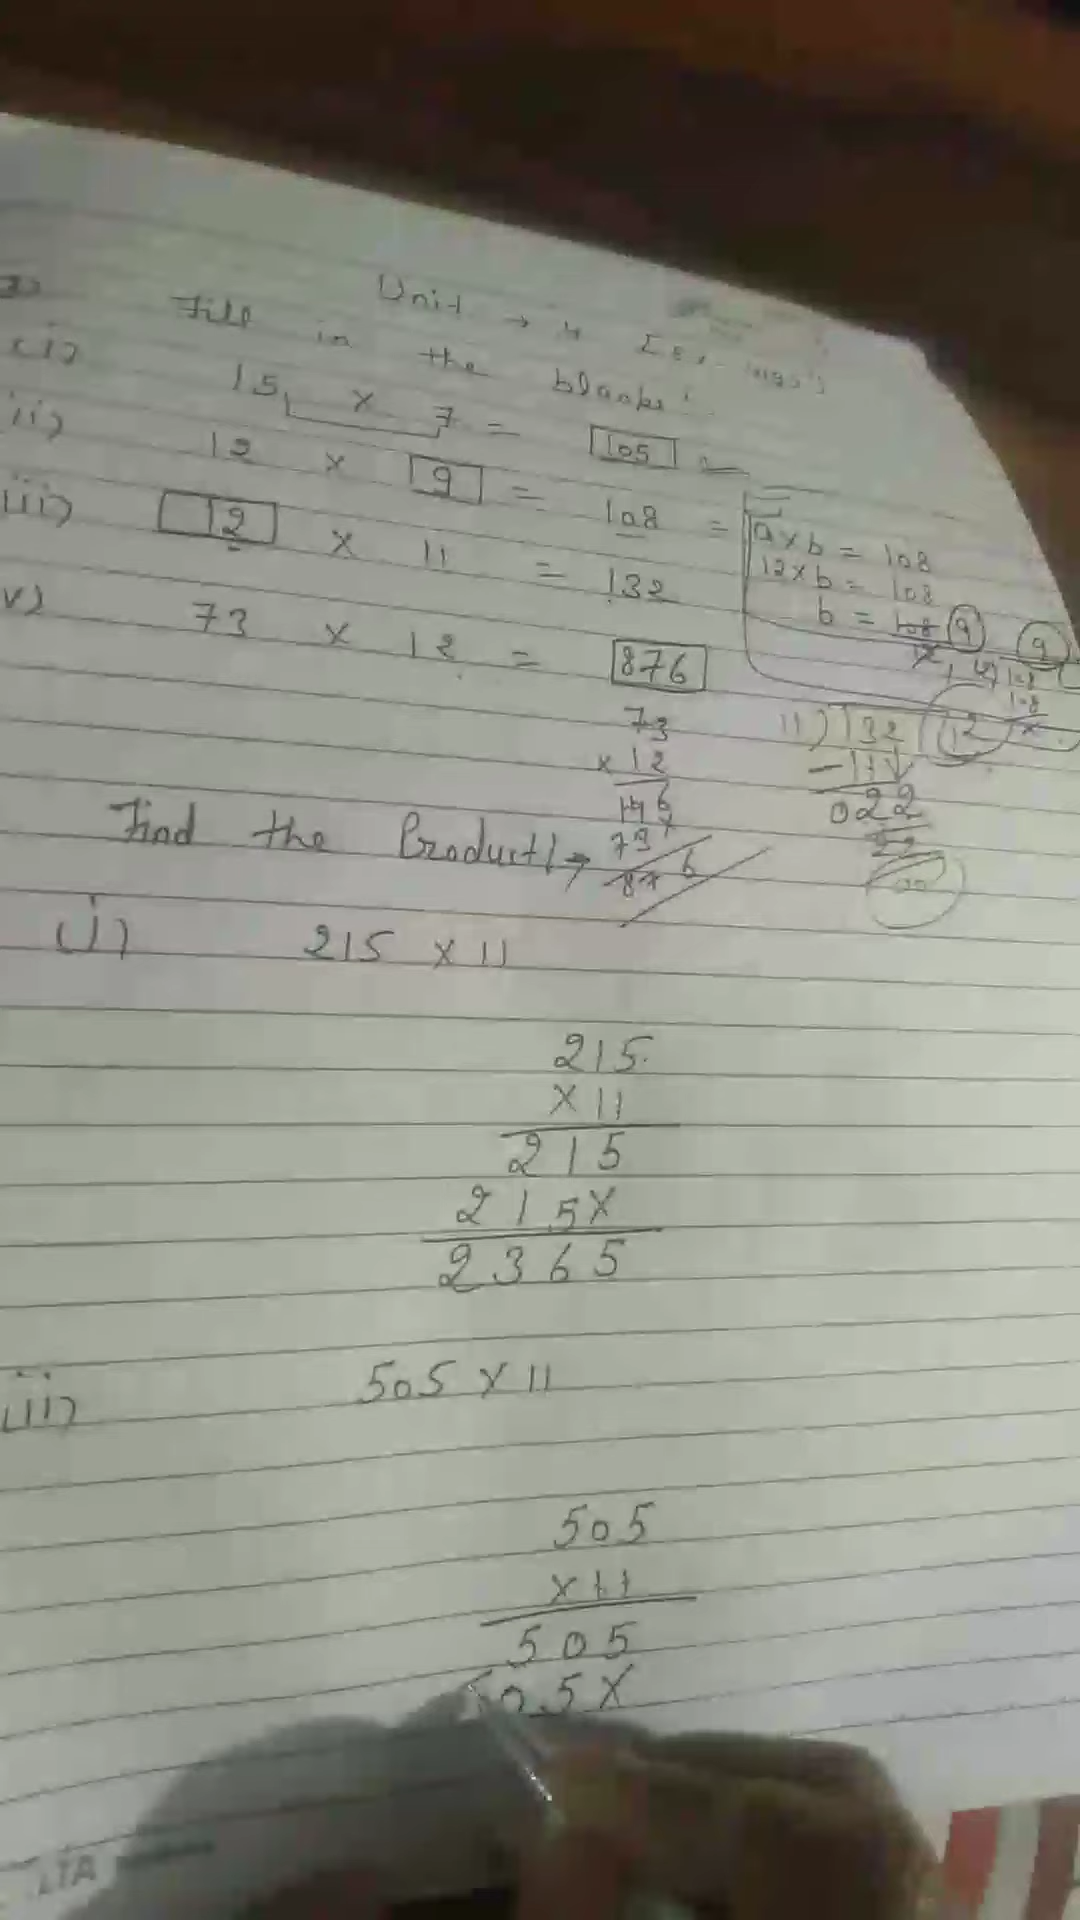 Unit → 4
Fill in the blanks:
(i) 15 × 7 = 105
ii) 12 × 9 = 108 =
iii) 12 × 11 = 132
v) 73 × 12 = 876
a×b = 108
12×b = 108
b = 108 9
9
73
× 12
146
73×
876
11)132(12
-11↓
022
22
00
Find the Product! →
(i) 215 × 11
215
× 11
215
215×
2365
(ii) 505 × 11
505
× 11
505
505×